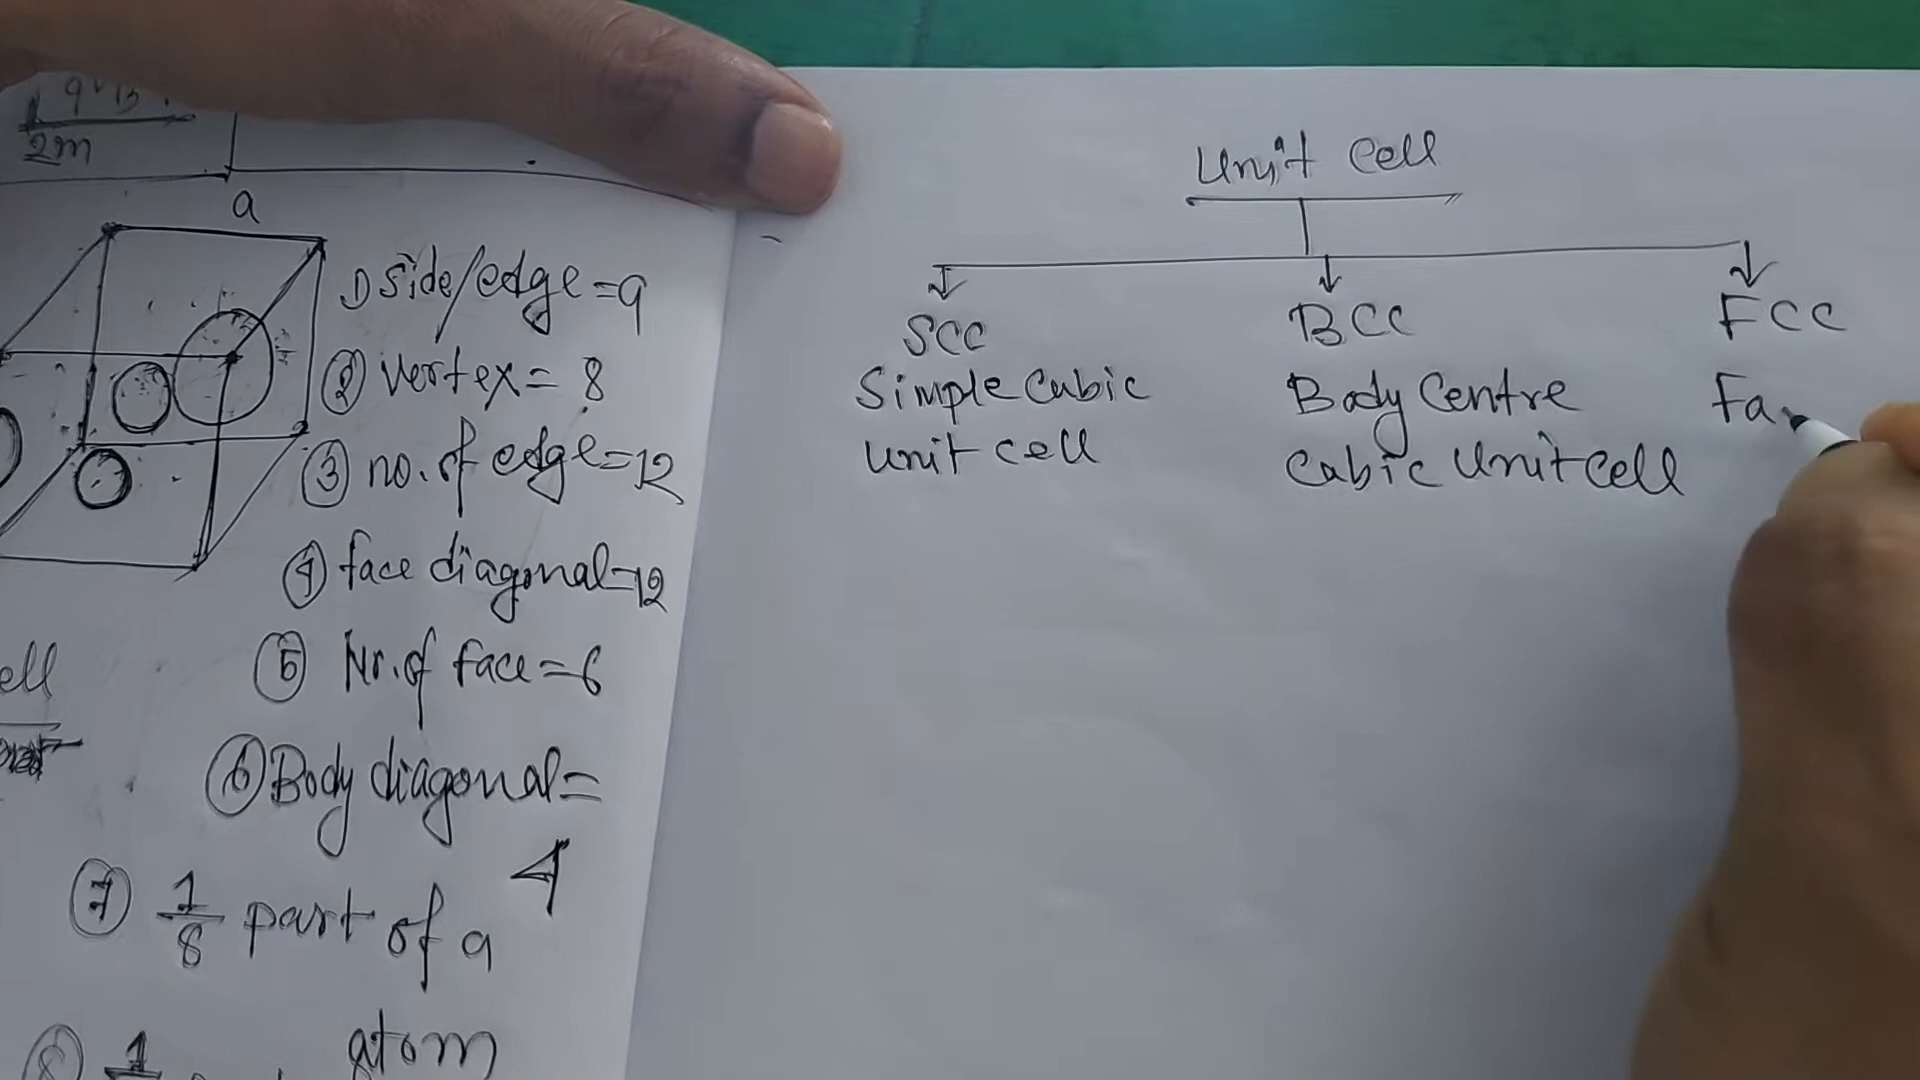 2m
a
1) side/edge = a
② vertex = 8
③ no. of edge = 12
④ face diagonal = 12
⑤ Nr. of face = 6
⑥ Body diagonal =
4
⑦ 1/8 part of a
atom
⑧ 1
ell
Unit Cell
SCC
Simple Cubic
Unit cell
BCC
Body Centre
Cubic Unit Cell
FCC
Fa